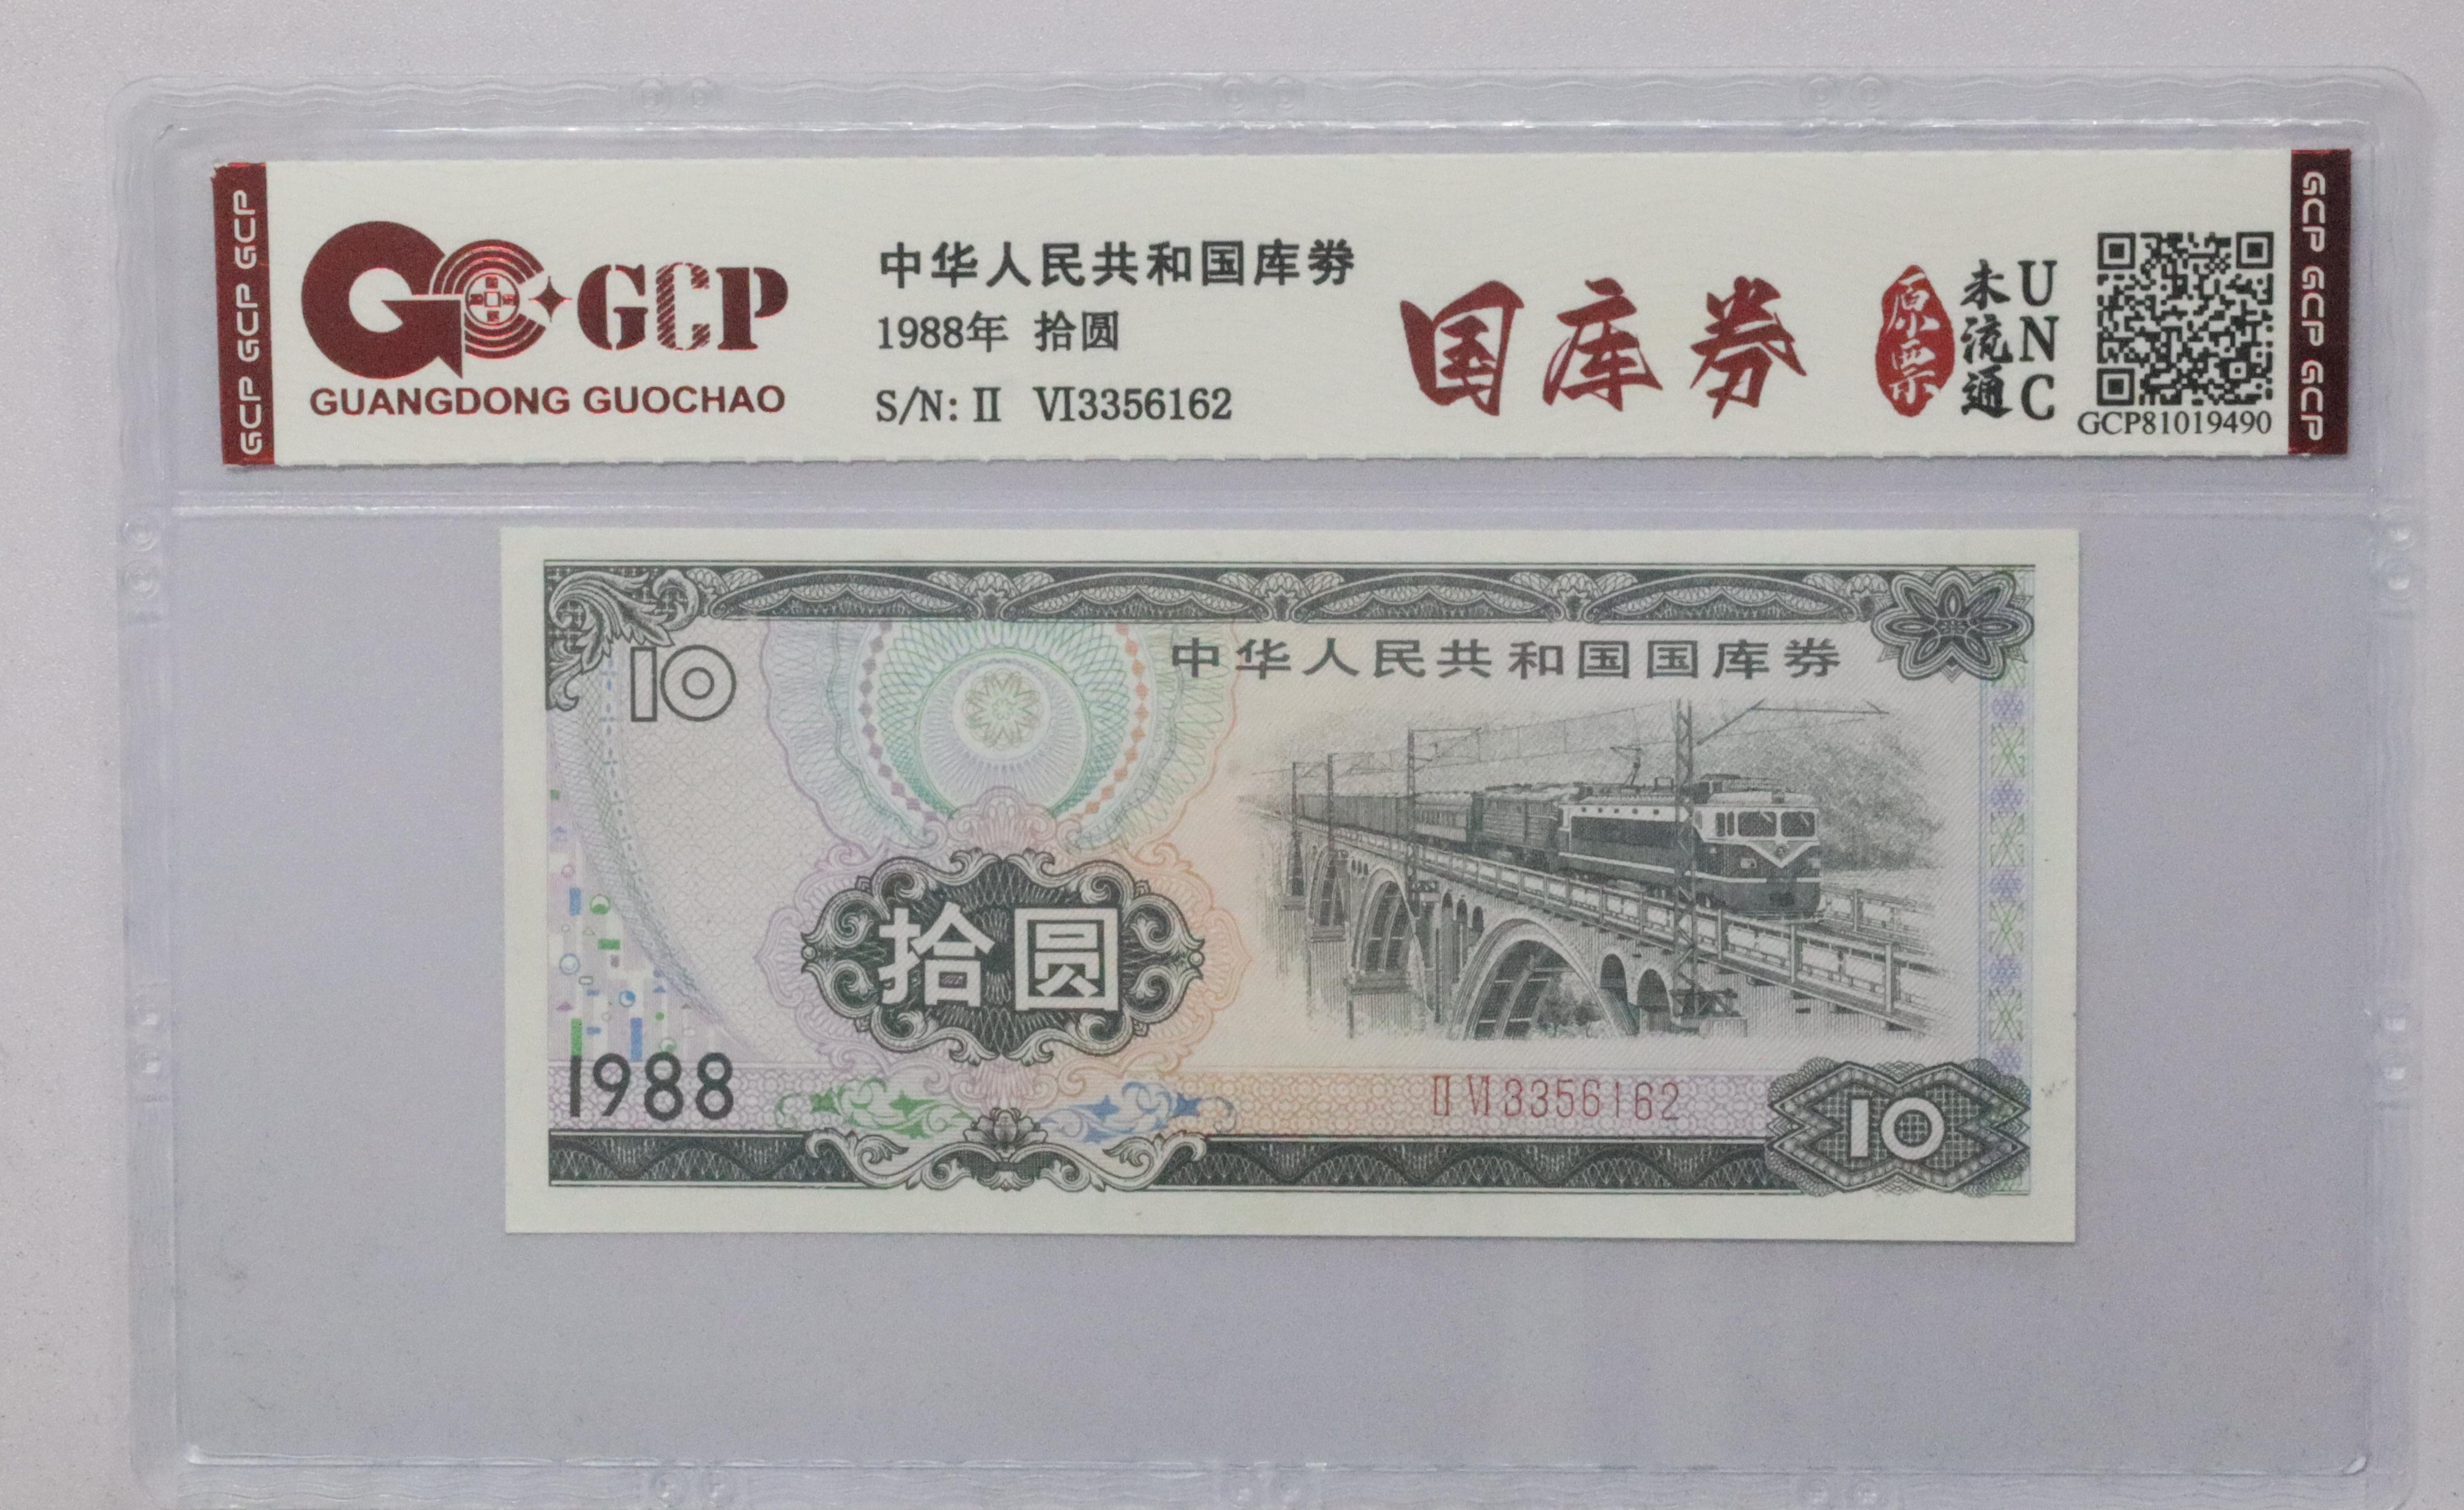 GCP GCP GCP
GCP
GUANGDONG GUOCHAO
中华人民共和国库劵
1988年 拾圆
S/N: Ⅱ Ⅵ3356162
国库券
原票
未流通
UNC
GCP81019490
GCP GCP GCP
10
中华人民共和国国库券
拾圆
1988
Ⅱ Ⅵ 3356162
10